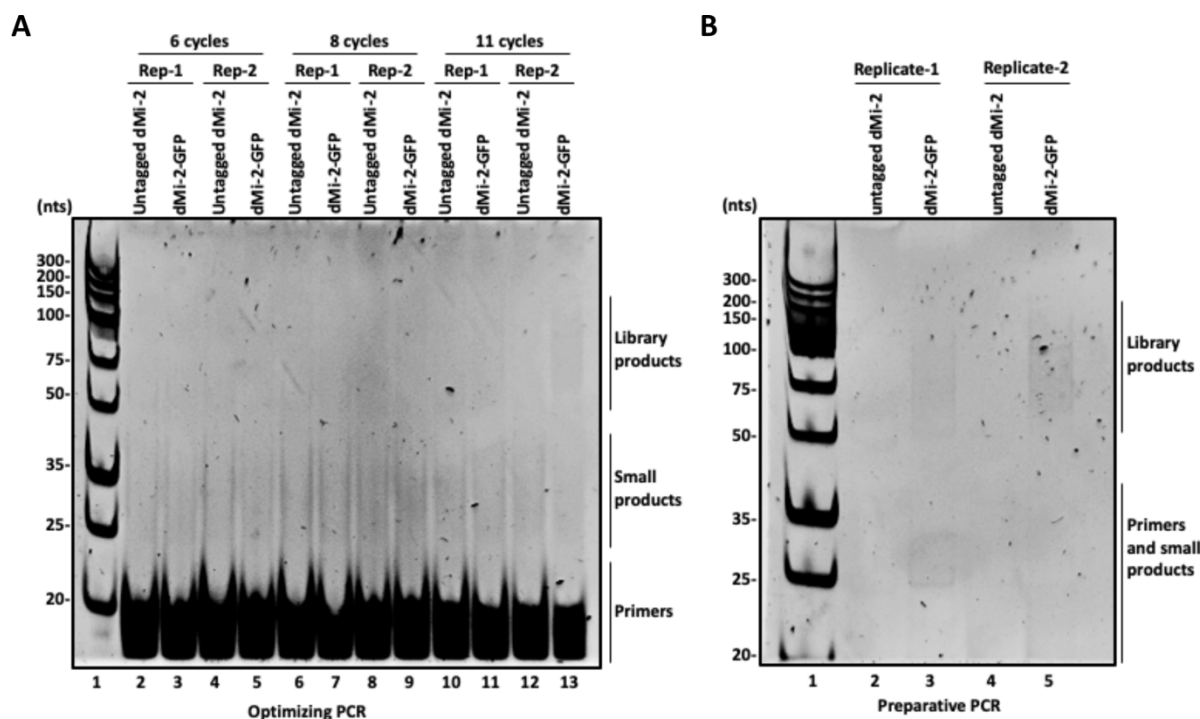 A
6 cycles 8 cycles 11 cycles
Rep-1 Rep-2 Rep-1 Rep-2 Rep-1 Rep-2
Untagged dMi-2
dMi-2-GFP
Untagged dMi-2
dMi-2-GFP
Untagged dMi-2
dMi-2-GFP
Untagged dMi-2
dMi-2-GFP
Untagged dMi-2
dMi-2-GFP
Untagged dMi-2
dMi-2-GFP
(nts)
300-
200-
150-
100-
75-
50-
35-
25-
20-
Library
products
Small
products
Primers
1 2 3 4 5 6 7 8 9 10 11 12 13
Optimizing PCR
B
Replicate-1 Replicate-2
untagged dMi-2
dMi-2-GFP
untagged dMi-2
dMi-2-GFP
(nts)
300-
200-
150-
100-
75-
50-
35-
25-
20-
Library
products
Primers
and small
products
1 2 3 4 5
Preparative PCR